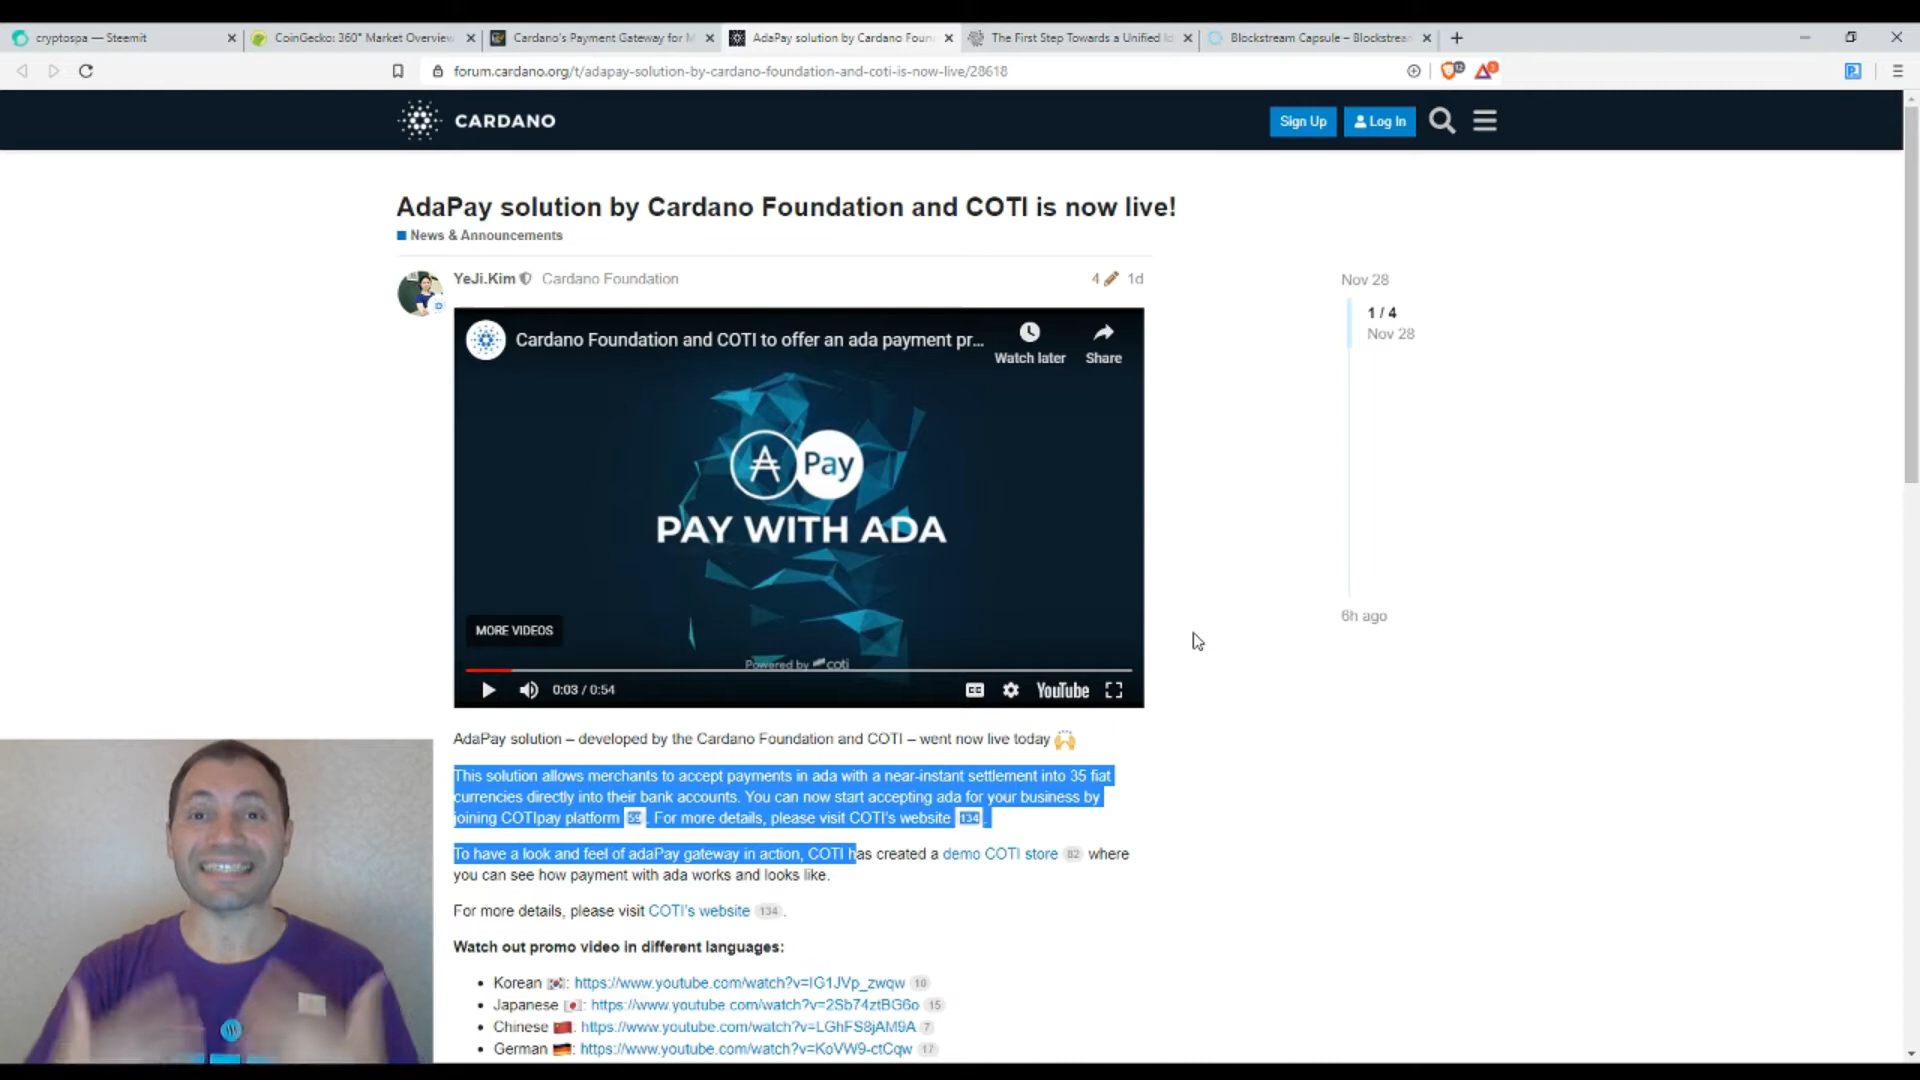 cryptospa — Steemit
CoinGecko: 360° Market Overview
Cardano's Payment Gateway for M
AdaPay solution by Cardano Foun
The First Step Towards a Unified Id
Blockstream Capsule – Blockstrea
forum.cardano.org/t/adapay-solution-by-cardano-foundation-and-coti-is-now-live/28618
CARDANO
Sign Up
Log In
AdaPay solution by Cardano Foundation and COTI is now live!
News & Announcements
YeJi.Kim Cardano Foundation
4 1d
Nov 28
1 / 4
Nov 28
6h ago
Cardano Foundation and COTI to offer an ada payment pr...
Watch later
Share
Pay
PAY WITH ADA
MORE VIDEOS
Powered by coti
0:03 / 0:54
YouTube
AdaPay solution – developed by the Cardano Foundation and COTI – went now live today
This solution allows merchants to accept payments in ada with a near-instant settlement into 35 fiat
currencies directly into their bank accounts. You can now start accepting ada for your business by
joining COTIpay platform 59 . For more details, please visit COTI's website 134 .
To have a look and feel of adaPay gateway in action, COTI has created a demo COTI store 82 where
you can see how payment with ada works and looks like.
For more details, please visit COTI's website 134 .
Watch out promo video in different languages:
• Korean : https://www.youtube.com/watch?v=IG1JVp_zwqw 10
• Japanese : https://www.youtube.com/watch?v=2Sb74ztBG6o 15
• Chinese : https://www.youtube.com/watch?v=LGhFS8jAM9A 7
• German : https://www.youtube.com/watch?v=KoVW9-ctCqw 17